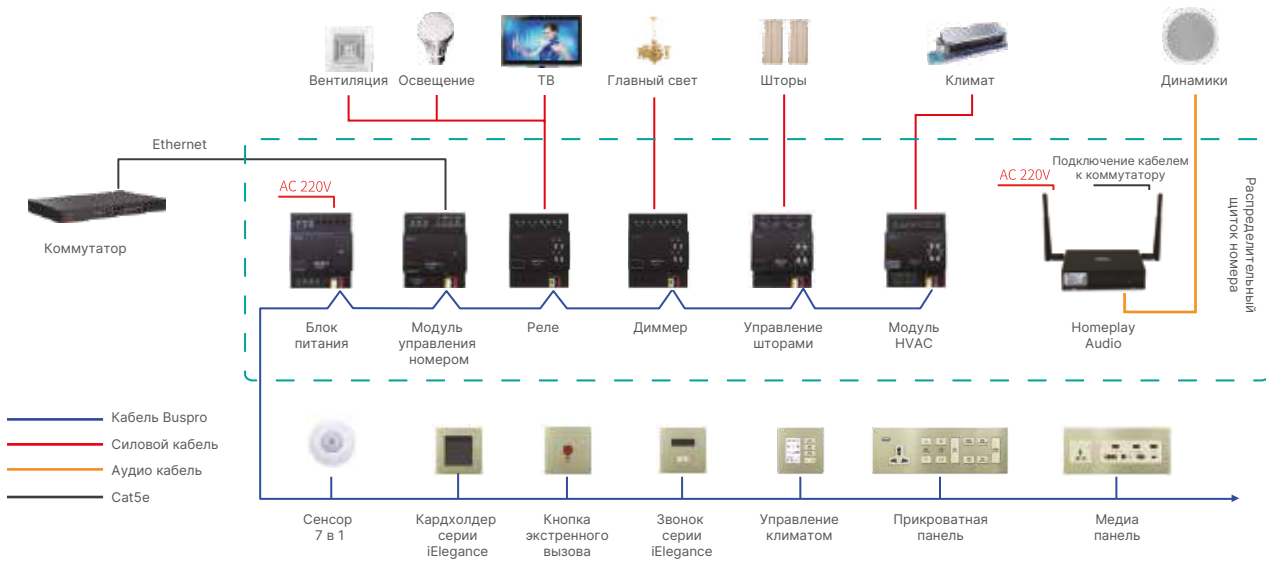 Вентиляция
Освещение
ТВ
Главный свет
Шторы
Климат
Динамики
Ethernet
Коммутатор
AC 220V
AC 220V
Подключение кабелем
к коммутатору
Распределительный
щиток номера
Блок
питания
Модуль
управления
номером
Реле
Диммер
Управление
шторами
Модуль
HVAC
Homeplay
Audio
Кабель Buspro
Силовой кабель
Аудио кабель
Cat5e
Сенсор
7 в 1
Кардхолдер
серии
iElegance
Кнопка
экстренного
вызова
Звонок
серии
iElegance
Управление
климатом
Прикроватная
панель
Медиа
панель